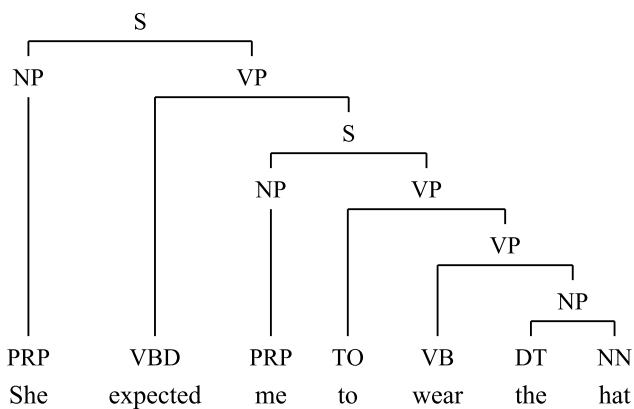 S
NP VP
S
NP VP
VP
NP
PRP VBD PRP TO VB DT NN
She expected me to wear the hat